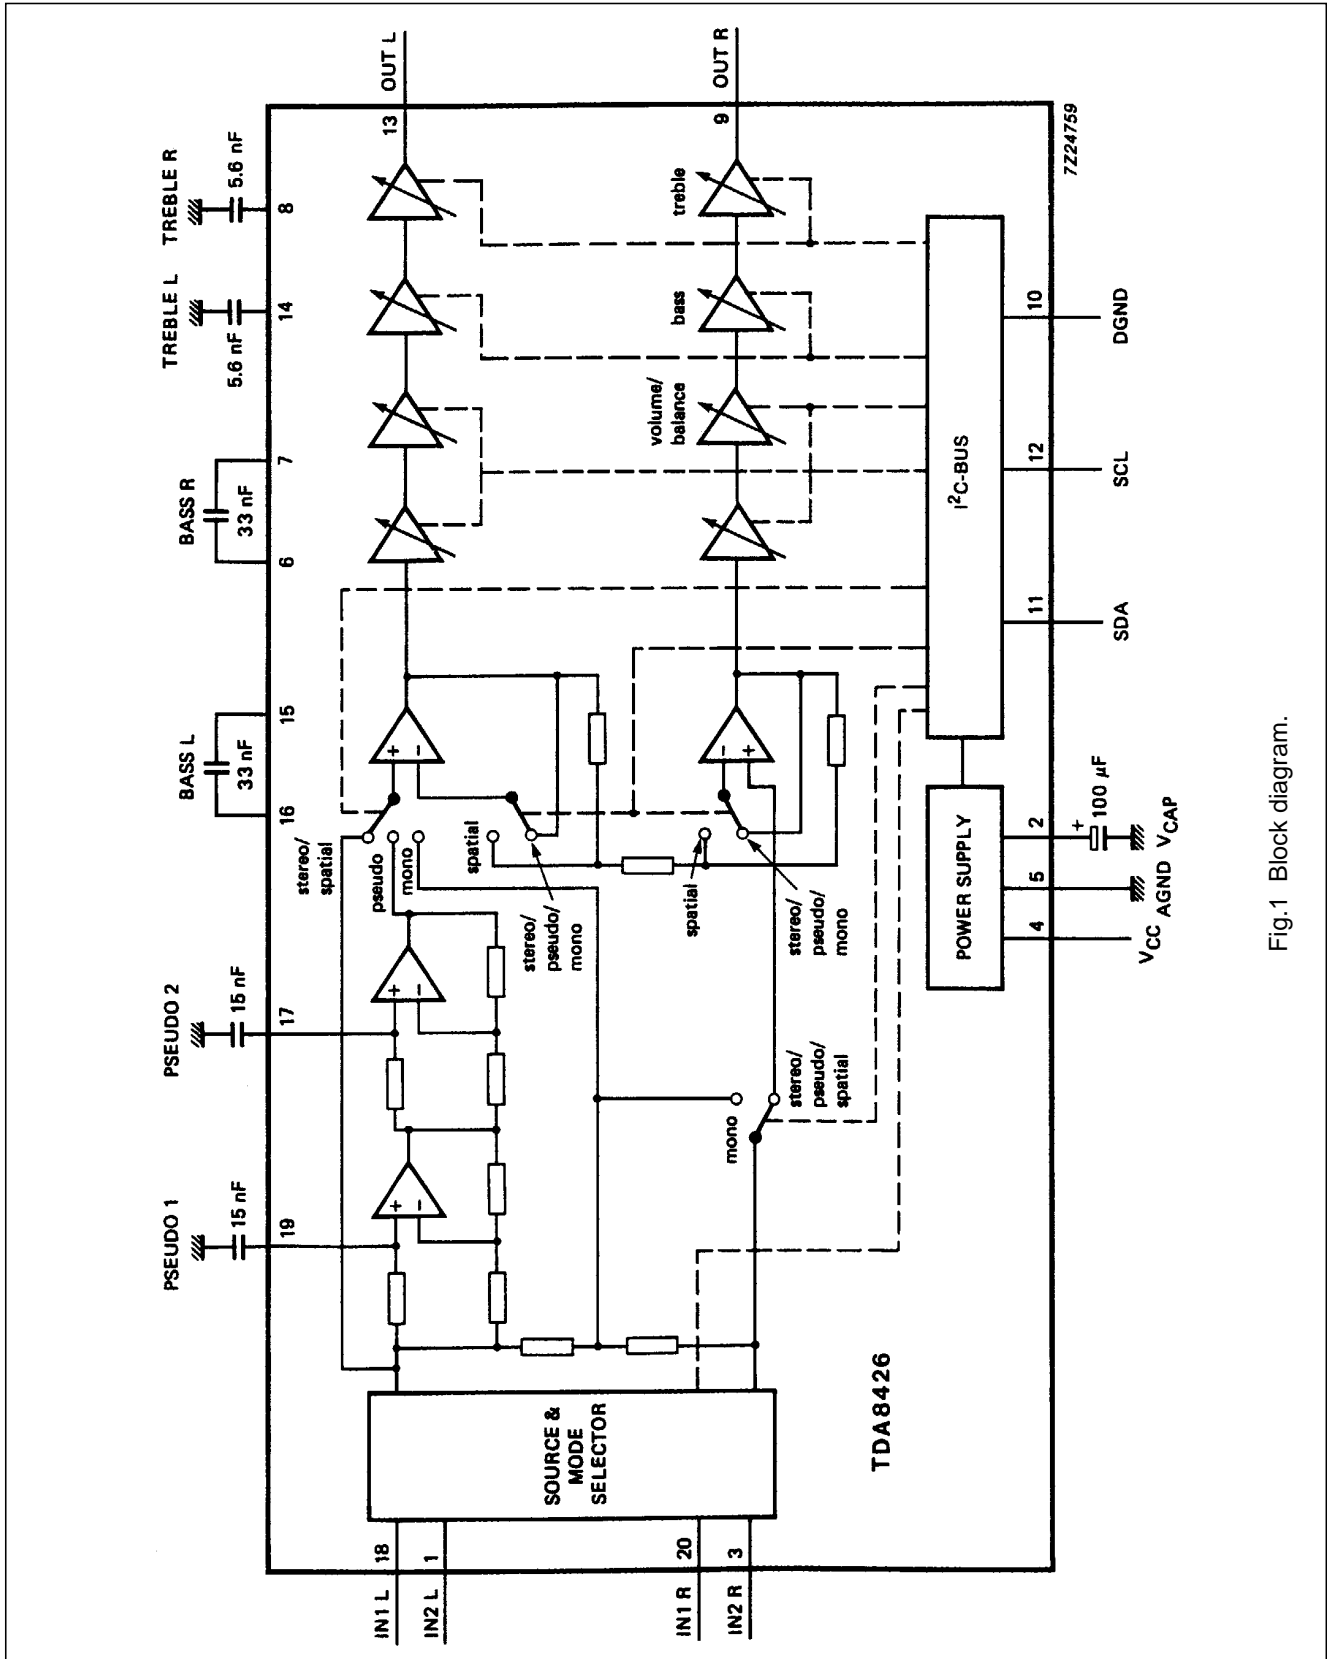 PSEUDO 1
15 nF
19
PSEUDO 2
15 nF
17
BASS L
33 nF
16
15
BASS R
33 nF
6
7
TREBLE L
5.6 nF
14
TREBLE R
5.6 nF
8
IN1 L
18
IN2 L
1
IN1 R
20
IN2 R
3
SOURCE &
MODE
SELECTOR
+
−
+
−
stereo/
spatial
pseudo
mono
+
−
spatial
stereo/
pseudo/
mono
mono
stereo/
pseudo/
spatial
spatial
stereo/
pseudo/
mono
−
+
volume/
balance
bass
treble
13
OUT L
9
OUT R
TDA8426
POWER SUPPLY
I²C-BUS
4
VCC
5
AGND
2
+
100 µF
VCAP
11
SDA
12
SCL
10
DGND
7Z24759
Fig.1 Block diagram.